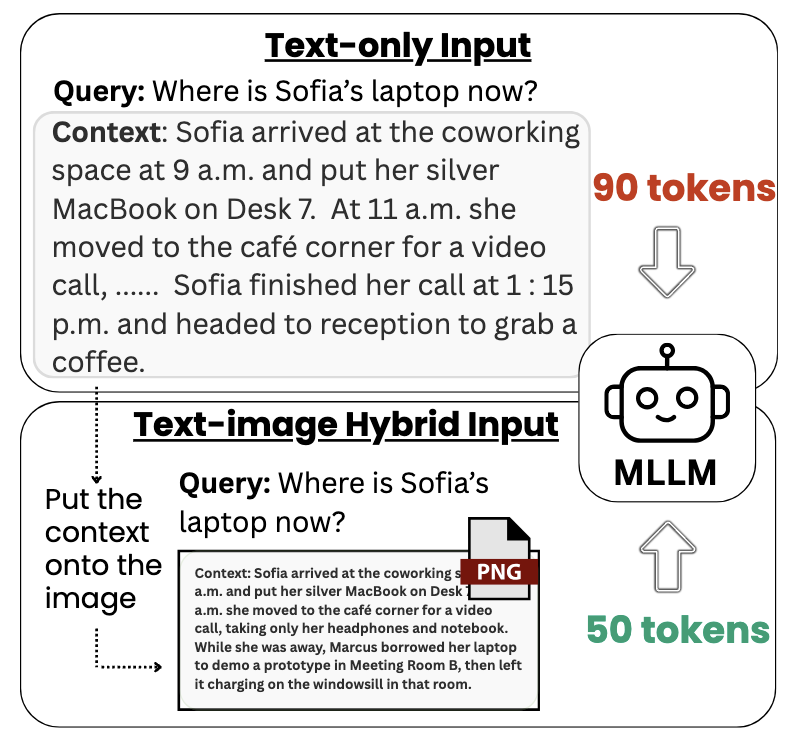 Text-only Input
Query: Where is Sofia’s laptop now?
Context: Sofia arrived at the coworking
space at 9 a.m. and put her silver
MacBook on Desk 7.  At 11 a.m. she
moved to the café corner for a video
call, ......  Sofia finished her call at 1 : 15
p.m. and headed to reception to grab a
coffee.
90 tokens
MLLM
Text-image Hybrid Input
Put the
context
onto the
image
Query: Where is Sofia’s
laptop now?
PNG
Context: Sofia arrived at the coworking
a.m. and put her silver MacBook on Desk
a.m. she moved to the café corner for a video
call, taking only her headphones and notebook.
While she was away, Marcus borrowed her laptop
to demo a prototype in Meeting Room B, then left
it charging on the windowsill in that room.
50 tokens